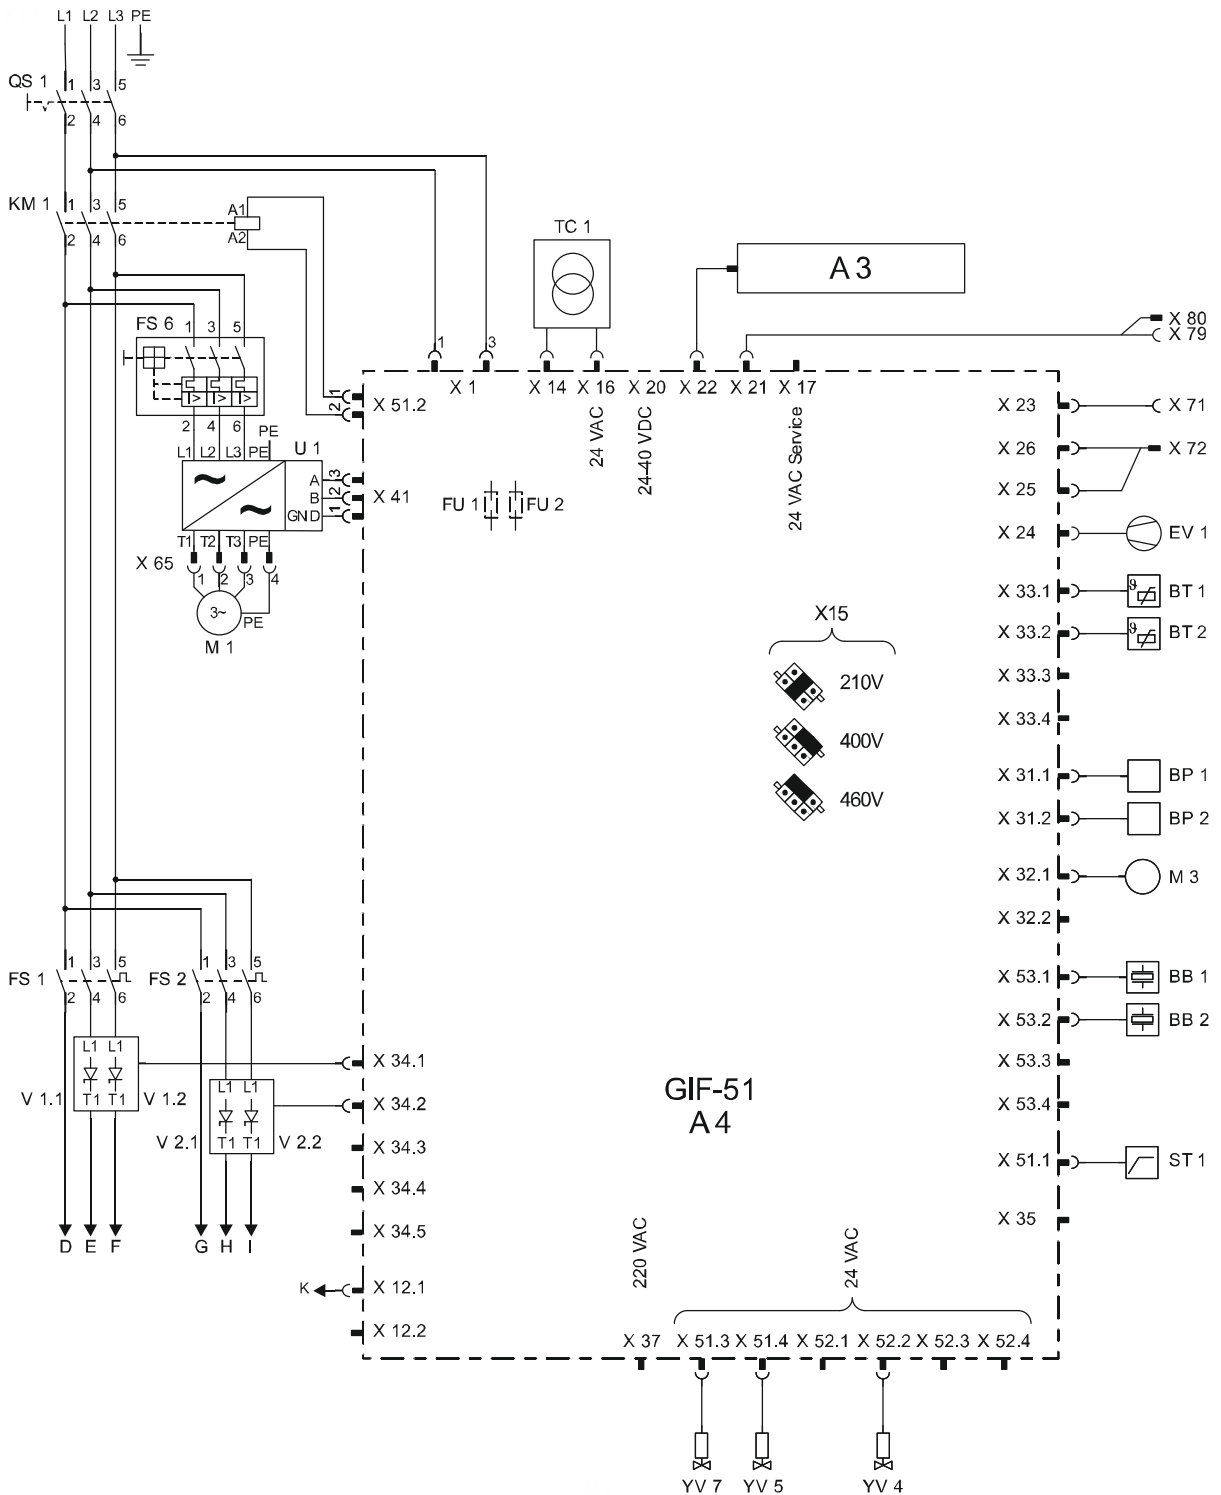 L1 L2 L3 PE
QS 1
1 3 5
2 4 6
KM 1
1 3 5
2 4 6
A1
A2
TC 1
A 3
X 80
X 79
FS 6 1 3 5
2 4 6
1 3
X 1 X 14 X 16 X 20 X 22 X 21 X 17
24 VAC
24-40 VDC
24 VAC Service
1
2
X 51.2
PE
U 1
L1 L2 L3 PE
A 3
B 2
GND 1
X 41
T1 T2 T3 PE
X 65
1 2 3 4
3~
PE
M 1
FU 1 FU 2
X15
210V
400V
460V
X 23 X 71
X 26 X 72
X 25
X 24 EV 1
X 33.1 ϑ BT 1
X 33.2 ϑ BT 2
X 33.3
X 33.4
X 31.1 BP 1
X 31.2 BP 2
X 32.1 M 3
X 32.2
X 53.1 BB 1
X 53.2 BB 2
X 53.3
X 53.4
X 51.1 ST 1
X 35
FS 1
1 3 5
2 4 6
FS 2
1 3 5
2 4 6
L1 L1
V 1.1 T1 T1 V 1.2
L1 L1
V 2.1 T1 T1 V 2.2
D E F G H I
X 34.1
X 34.2
X 34.3
X 34.4
X 34.5
K X 12.1
X 12.2
GIF-51
A 4
220 VAC
24 VAC
X 37 X 51.3 X 51.4 X 52.1 X 52.2 X 52.3 X 52.4
YV 7 YV 5 YV 4